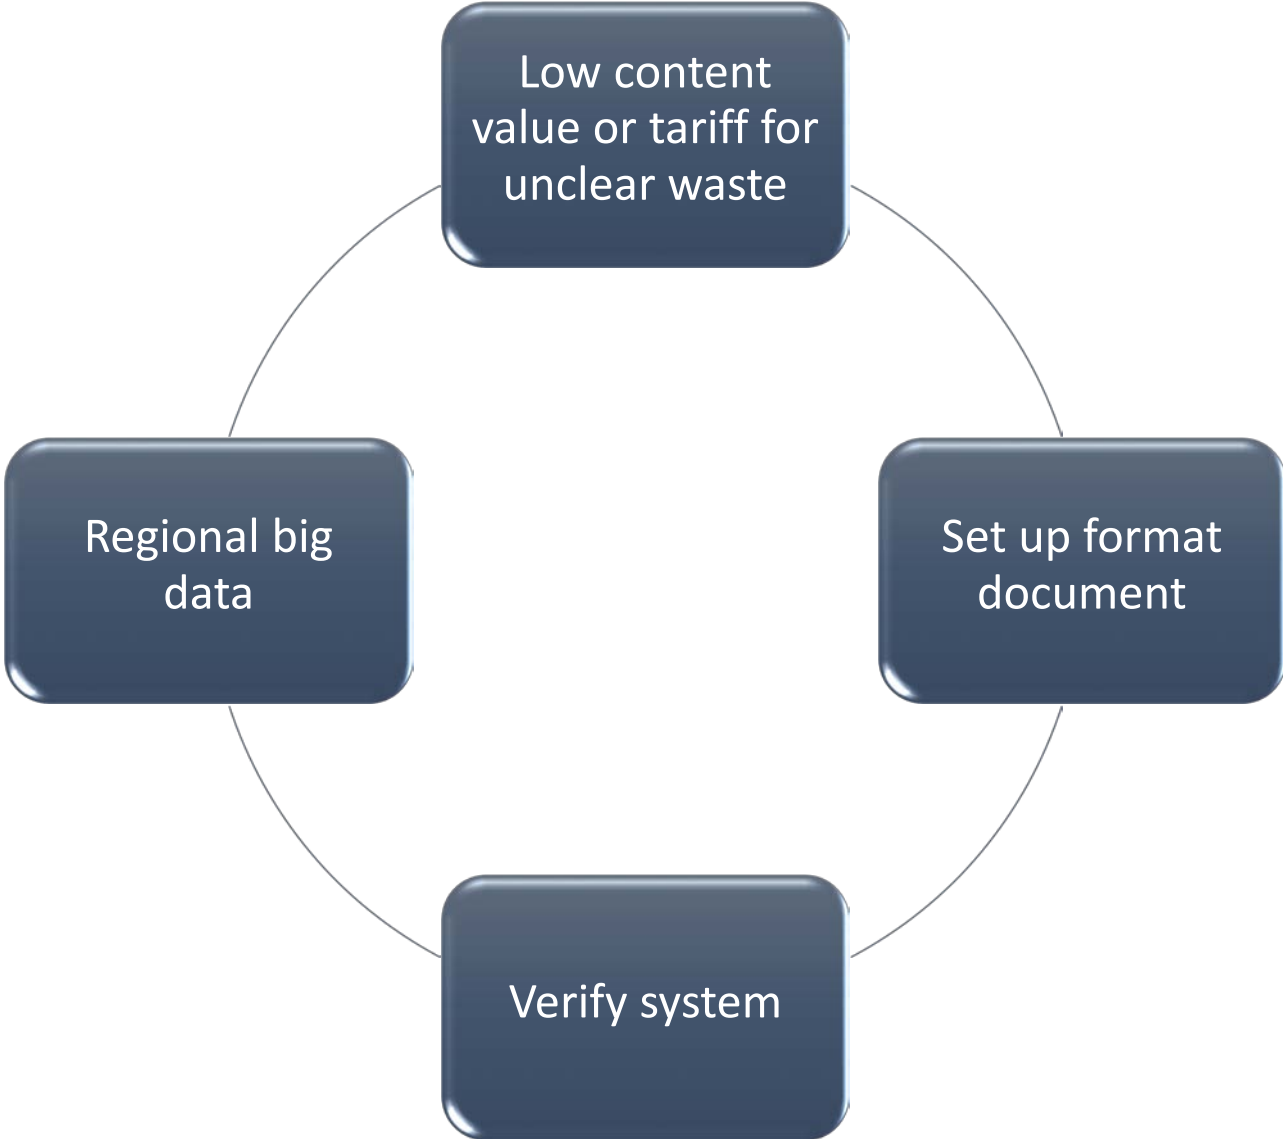 Low content
value or tariff for
unclear waste
Regional big
data
Set up format
document
Verify system